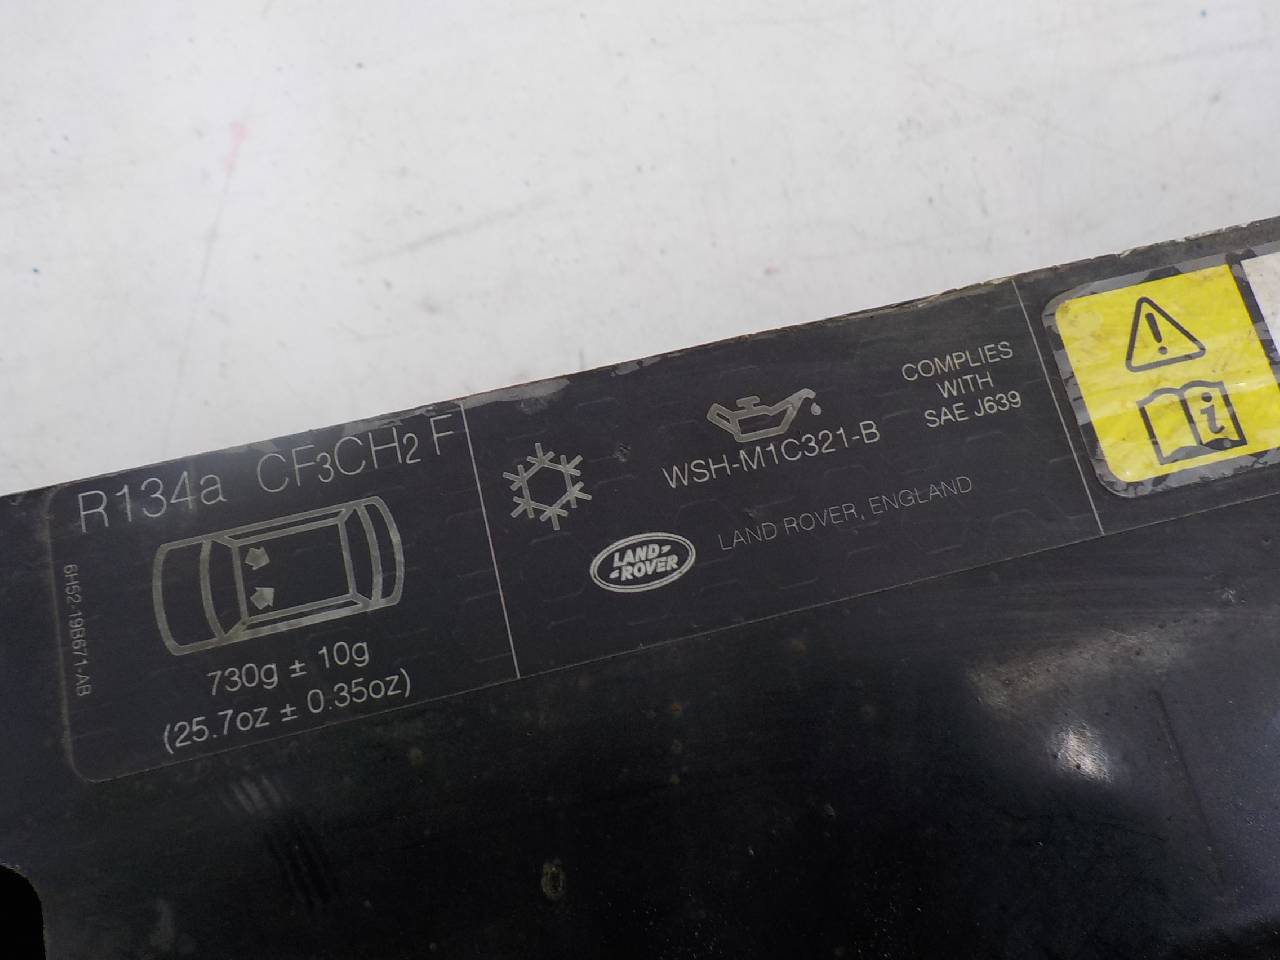 R134a CF3CH2F
6H52-19B671-AB
730g ± 10g
(25.7oz ± 0.35oz)
WSH-M1C321-B
COMPLIES
WITH
SAE J639
LAND
ROVER
LAND ROVER, ENGLAND